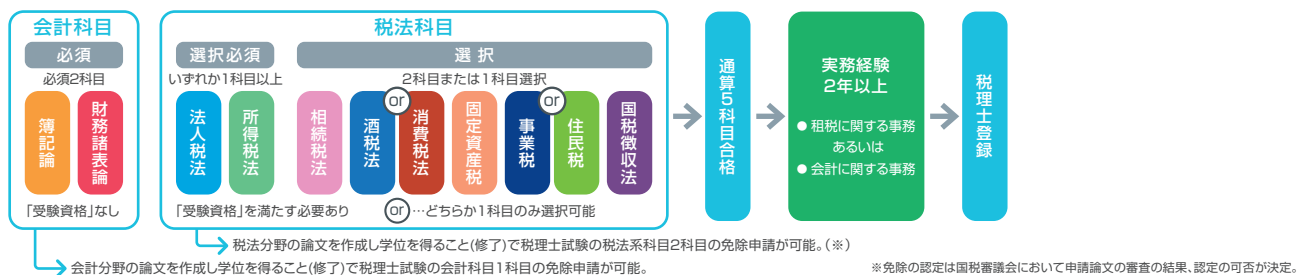 会計科目
必須
必須2科目
簿記論
財務諸表論
「受験資格」なし
税法科目
選択必須
いずれか1科目以上
法人税法
所得税法
選択
2科目または1科目選択
相続税法
酒税法
or
消費税法
固定資産税
事業税
or
住民税
国税徴収法
「受験資格」を満たす必要あり
or…どちらか1科目のみ選択可能
通算5科目合格
実務経験
2年以上
●租税に関する事務
あるいは
●会計に関する事務
税理士登録
税法分野の論文を作成し学位を得ること(修了)で税理士試験の税法系科目2科目の免除申請が可能。(※)
会計分野の論文を作成し学位を得ること(修了)で税理士試験の会計科目1科目の免除申請が可能。
※免除の認定は国税審議会において申請論文の審査の結果、認定の可否が決定。